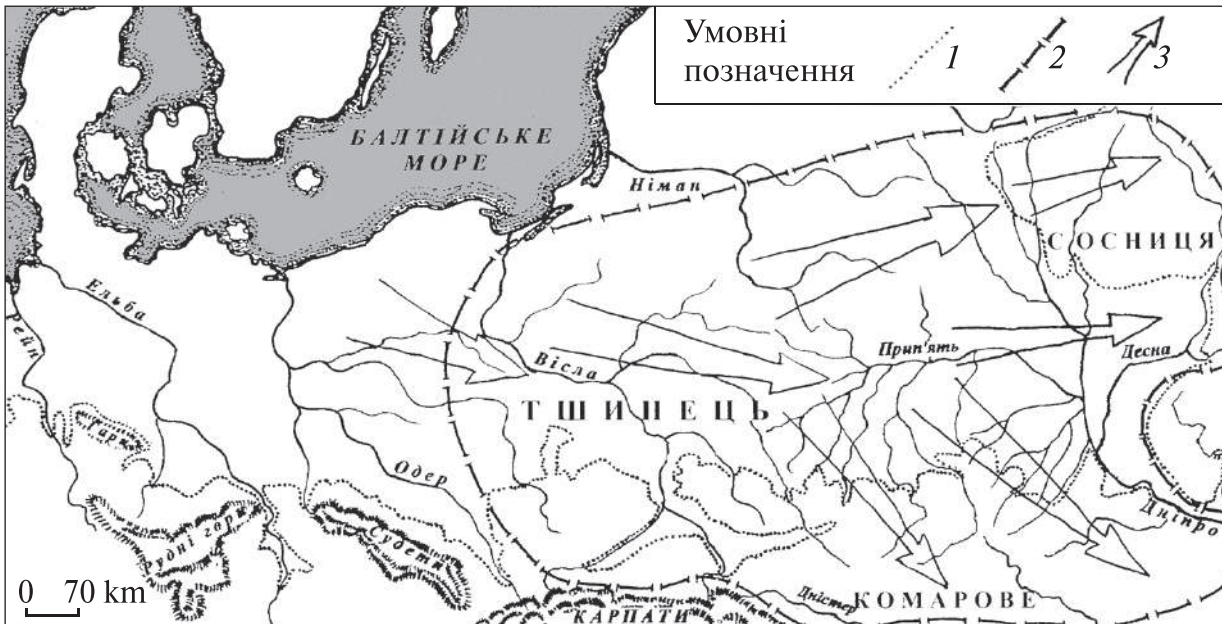 Умовні
позначення
1
2
3
БАЛТІЙСЬКЕ
МОРЕ
Німан
СОСНИЦЯ
Ельба
Рейн
Вісла
Прип'ять
Десна
ТШИНЕЦЬ
Гарц
Одер
Рудні гори
Судети
Дніпро
0 70 km
КАРПАТИ
Дністер
КОМАРОВЕ